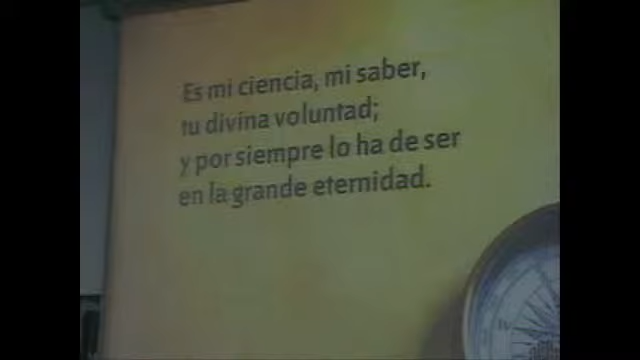 Es mi ciencia, mi saber,
tu divina voluntad;
y por siempre lo ha de ser
en la grande eternidad.